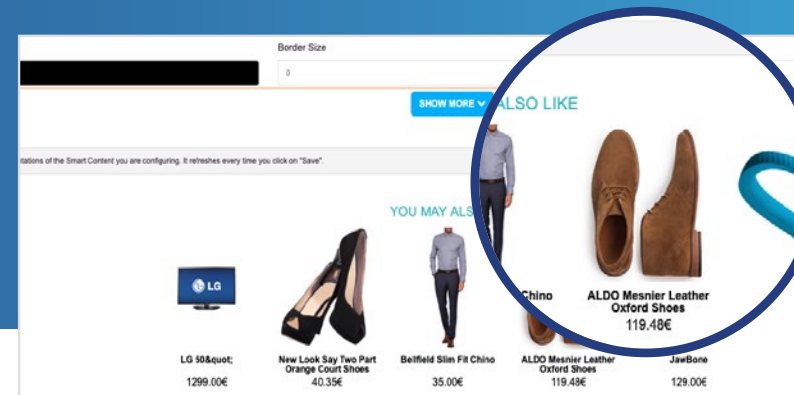 Border Size
0
SHOW MORE
ALSO LIKE
tations of the Smart Content you are configuring. It refreshes every time you click on "Save".
YOU MAY ALS
LG
Chino
ALDO Mesnier Leather
Oxford Shoes
119.48€
LG 50&quot;
1299.00€
New Look Say Two Part
Orange Court Shoes
40.35€
Bellfield Slim Fit Chino
35.00€
ALDO Mesnier Leather
Oxford Shoes
119.48€
JawBone
129.00€